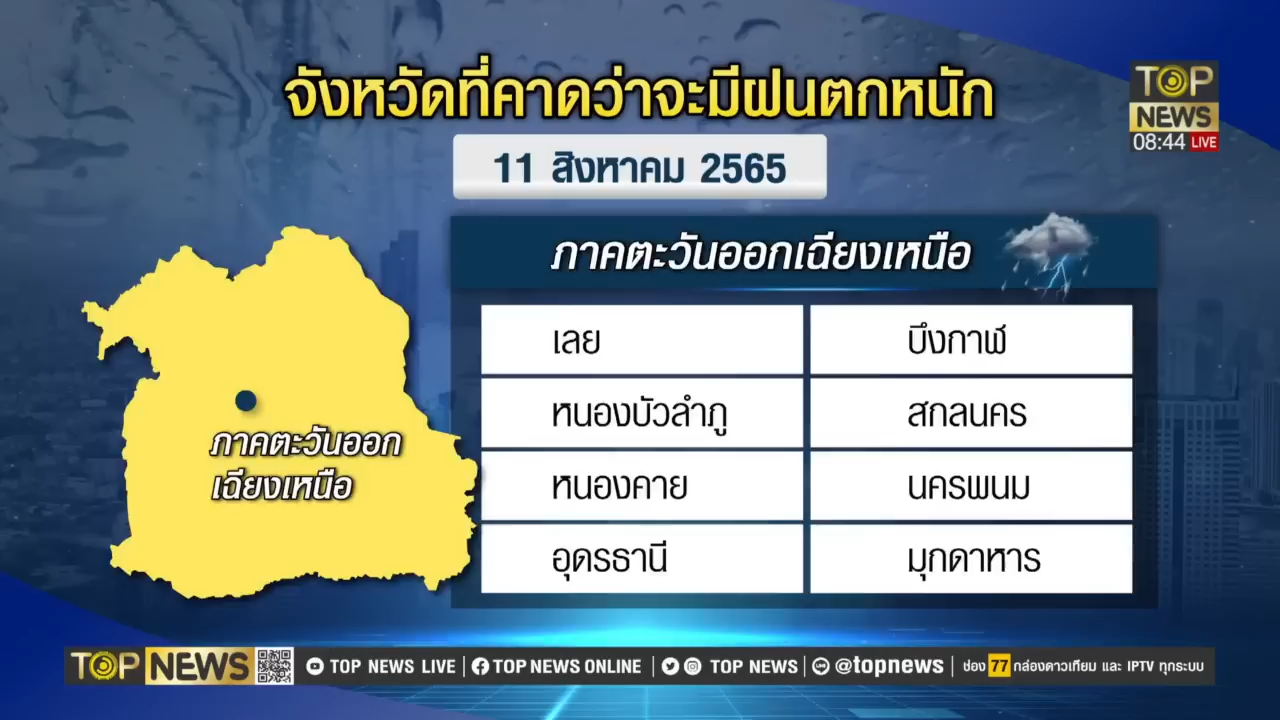 จังหวัดที่คาดว่าจะมีฝนตกหนัก
11 สิงหาคม 2565
TOP
NEWS
08:44 LIVE
ภาคตะวันออกเฉียงเหนือ
เลย
บึงกาฬ
หนองบัวลำภู
สกลนคร
หนองคาย
นครพนม
อุดรธานี
มุกดาหาร
ภาคตะวันออก
เฉียงเหนือ
TOP NEWS TOP NEWS LIVE | TOP NEWS ONLINE | TOP NEWS | @topnews | ช่อง 77 กล่องดาวเทียม และ IPTV ทุกระบบ